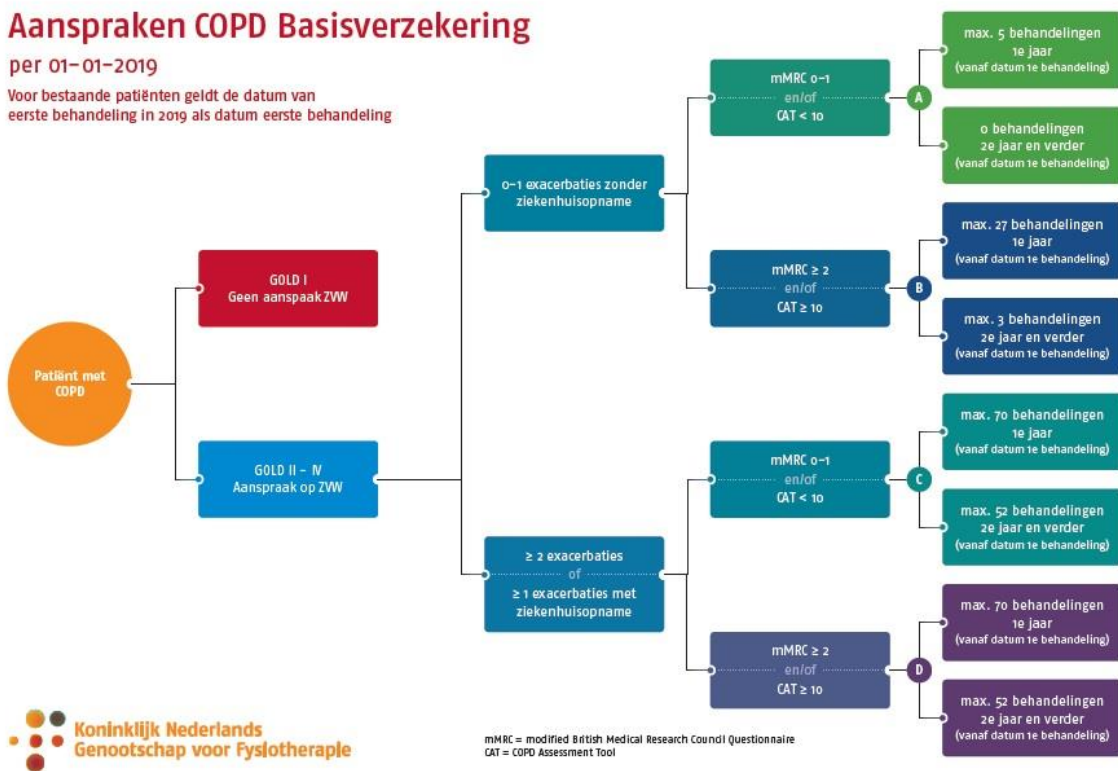 Aanspraken COPD Basisverzekering
per 01-01-2019
Voor bestaande patiënten geldt de datum van
eerste behandeling in 2019 als datum eerste behandeling
Patiënt met
COPD
GOLD I
Geen aanspaak ZVW
GOLD II - IV
Aanspraak op ZVW
0-1 exacerbaties zonder
ziekenhuisopname
≥ 2 exacerbaties
of
≥ 1 exacerbaties met
ziekenhuisopname
mMRC 0-1
en/of
CAT < 10
mMRC ≥ 2
en/of
CAT ≥ 10
mMRC 0-1
en/of
CAT < 10
mMRC ≥ 2
en/of
CAT ≥ 10
A
max. 5 behandelingen
1e jaar
(vanaf datum 1e behandeling)
0 behandelingen
2e jaar en verder
(vanaf datum 1e behandeling)
B
max. 27 behandelingen
1e jaar
(vanaf datum 1e behandeling)
max. 3 behandelingen
2e jaar en verder
(vanaf datum 1e behandeling)
C
max. 70 behandelingen
1e jaar
(vanaf datum 1e behandeling)
max. 52 behandelingen
2e jaar en verder
(vanaf datum 1e behandeling)
D
max. 70 behandelingen
1e jaar
(vanaf datum 1e behandeling)
max. 52 behandelingen
2e jaar en verder
(vanaf datum 1e behandeling)
Koninklijk Nederlands
Genootschap voor Fysiotherapie
mMRC = modified British Medical Research Council Questionnaire
CAT = COPD Assessment Tool